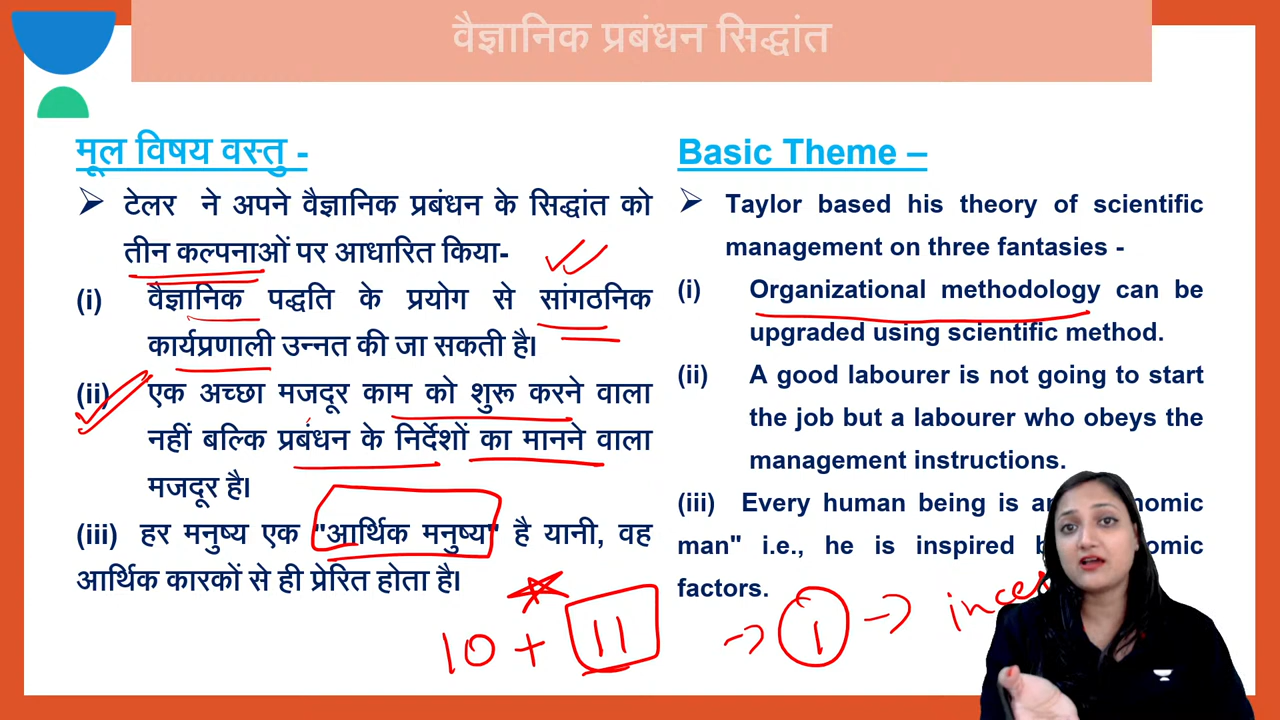 वैज्ञानिक प्रबंधन सिद्धांत
मूल विषय वस्तु -
➢ टेलर ने अपने वैज्ञानिक प्रबंधन के सिद्धांत को
तीन कल्पनाओं पर आधारित किया-
(i) वैज्ञानिक पद्धति के प्रयोग से सांगठनिक
कार्यप्रणाली उन्नत की जा सकती है।
(ii) एक अच्छा मजदूर काम को शुरू करने वाला
नहीं बल्कि प्रबंधन के निर्देशों का मानने वाला
मजदूर है।
(iii) हर मनुष्य एक "आर्थिक मनुष्य" है यानी, वह
आर्थिक कारकों से ही प्रेरित होता है।
Basic Theme –
➢ Taylor based his theory of scientific
management on three fantasies -
(i) Organizational methodology can be
upgraded using scientific method.
(ii) A good labourer is not going to start
the job but a labourer who obeys the
management instructions.
(iii) Every human being is
man" i.e., he is inspired
factors.
10 + 11 → 1 →